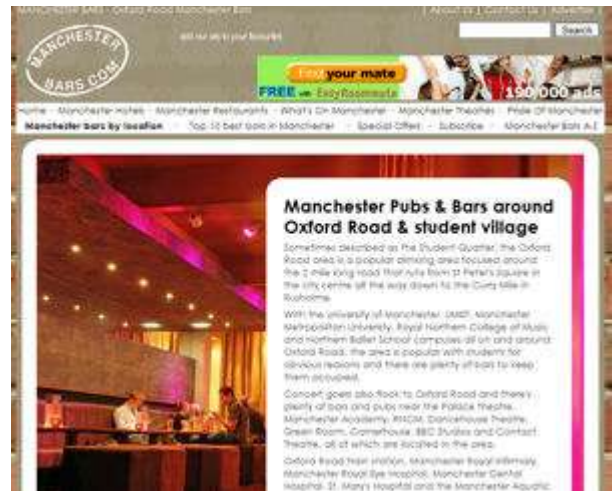 MANCHESTER BARS - Oxford Road Manchester Bars
| About Us | Contact Us | Advertise |
add our site to your favourites
Search
MANCHESTER
BARS.COM
Find your mate
FREE with EasyRoommate
190,000 ads
Home - Manchester Hotels - Manchester Restaurants - What's On Manchester - Manchester Theatres - Pride Of Manchester
Manchester bars by location - Top 10 best bars in Manchester - Special Offers - Subscribe - Manchester Bars A-Z
Manchester Pubs & Bars around
Oxford Road & student village
Sometimes described as the Student Quarter, the Oxford
Road area is a popular drinking area focused around
the 2 mile long road that runs from St Peter's Square in
the city centre all the way down to the Curry Mile in
Rusholme.
With the university of Manchester, UMIST, Manchester
Metropolitan University, Royal Northern College of Music
and Northern Ballet School campuses all on and around
Oxford Road, the area is popular with students for
obvious reasons and there are plenty of bars to keep
them occupied.
Concert goers also flock to Oxford Road and there's
plenty of bars and pubs near the Palace Theatre,
Manchester Academy, RNCM, Dancehouse Theatre,
Green Room, Cornerhouse, BBC Studios and Contact
Theatre, all of which are located in the area.
Oxford Road train station, Manchester Royal Infirmary,
Manchester Royal Eye Hospital, Manchester Dental
Hospital, St. Mary's Hospital and the Manchester Aquatic